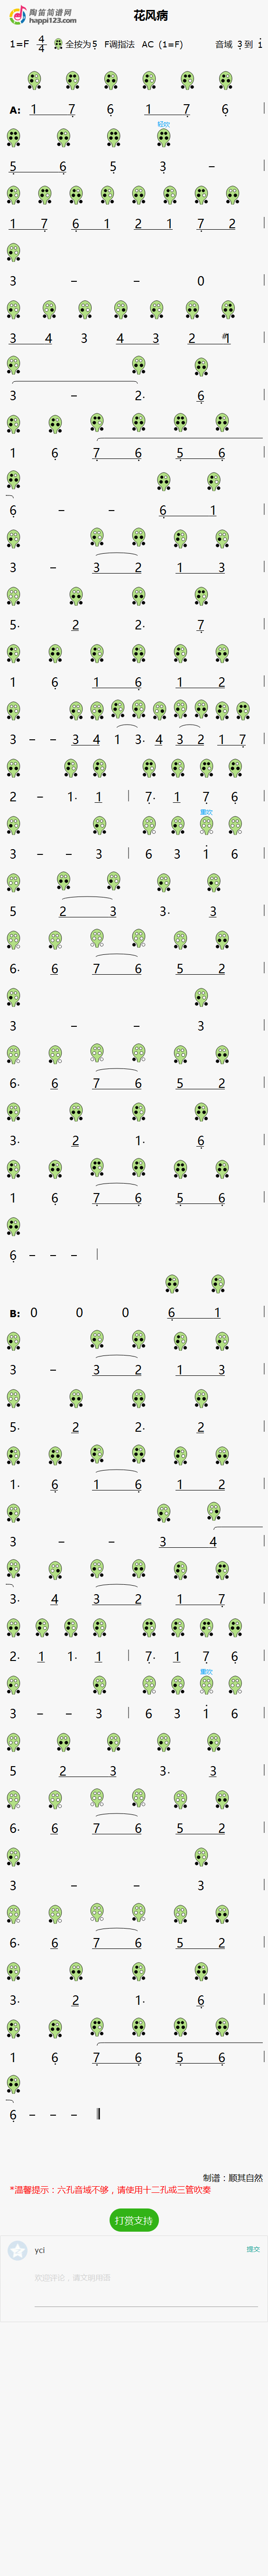 陶笛简谱网
happi123.com
花风病
1=F 4/4 全按为5̣ F调指法 AC (1=F) 音域 3̣ 到 1̇
A: 1 7̣ 6̣ 1 7̣ 6̣ |
轻吹
5̣ 6̣ 5̣ 3̣ － |
1 7̣ 6̣ 1 2 1 7̣ 2 |
3 － － 0
3 4 3 4 3 2 #1 |
3 － 2· 6̣
1 6̣ 7̣ 6̣ 5̣ 6̣ |
6̣ － － 6̣ 1 |
3 － 3 2 1 3 |
5· 2 2· 7̣ |
1 6̣ 1 6̣ 1 2 |
3 － － 3 4 1 3· 4 3 2 1 7̣ |
2 － 1· 1 | 7̣· 1 7̣ 6̣ |
重吹
3 － － 3 | 6 3 1̇ 6 |
5 2 3 3· 3 |
6· 6 7 6 5 2 |
3 － － 3 |
6· 6 7 6 5 2 |
3· 2 1· 6̣ |
1 6̣ 7̣ 6̣ 5̣ 6̣ |
6̣ － － － |
B: 0 0 0 6̣ 1 |
3 － 3 2 1 3 |
5· 2 2· 2 |
1· 6̣ 1 6̣ 1 2 |
3 － － 3 4 |
3· 4 3 2 1 7̣ |
2· 1 1· 1 | 7̣· 1 7̣ 6̣ |
重吹
3 － － 3 | 6 3 1̇ 6 |
5 2 3 3· 3 |
6· 6 7 6 5 2 |
3 － － 3 |
6· 6 7 6 5 2 |
3· 2 1· 6̣ |
1 6̣ 7̣ 6̣ 5̣ 6̣ |
6̣ － － － ‖
制谱：顺其自然
*温馨提示：六孔音域不够，请使用十二孔或三管吹奏
打赏支持
yci 提交
欢迎评论，请文明用语